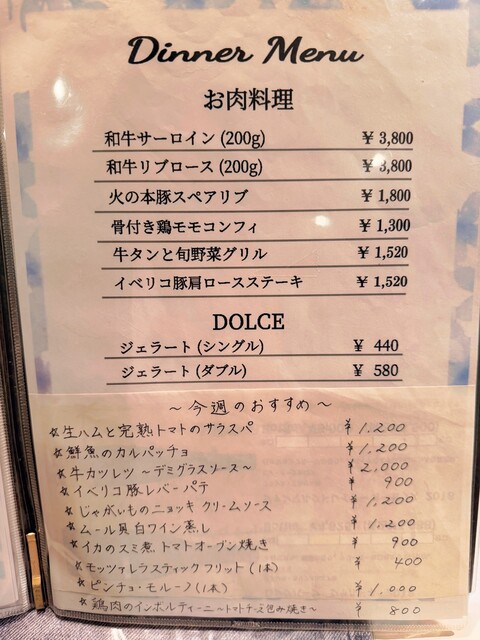 Dinner Menu
お肉料理
和牛サーロイン (200g) ¥ 3,800
和牛リブロース (200g) ¥ 3,800
火の本豚スペアリブ ¥ 1,800
骨付き鶏モモコンフィ ¥ 1,300
牛タンと旬野菜グリル ¥ 1,520
イベリコ豚肩ロースステーキ ¥ 1,520
DOLCE
ジェラート (シングル) ¥ 440
ジェラート (ダブル) ¥ 580
～今週のおすすめ～
☆生ハムと完熟トマトのサラスパ ¥1,200
☆鮮魚のカルパッチョ ¥1,200
☆牛カツレツ ～デミグラスソース～ ¥2,000
☆イベリコ豚レバーパテ ¥900
☆じゃがいものニョッキ クリームソース ¥1,200
☆ムール貝白ワイン蒸し ¥1,200
☆イカのスミ煮トマトオーブン焼き ¥900
☆モッツァレラスティックフリット(1本) ¥400
☆ピンチョ・モルーノ(1本) ¥1,000
☆鶏肉のインボルティーニ～トマトチーズ包み焼き～ ¥800